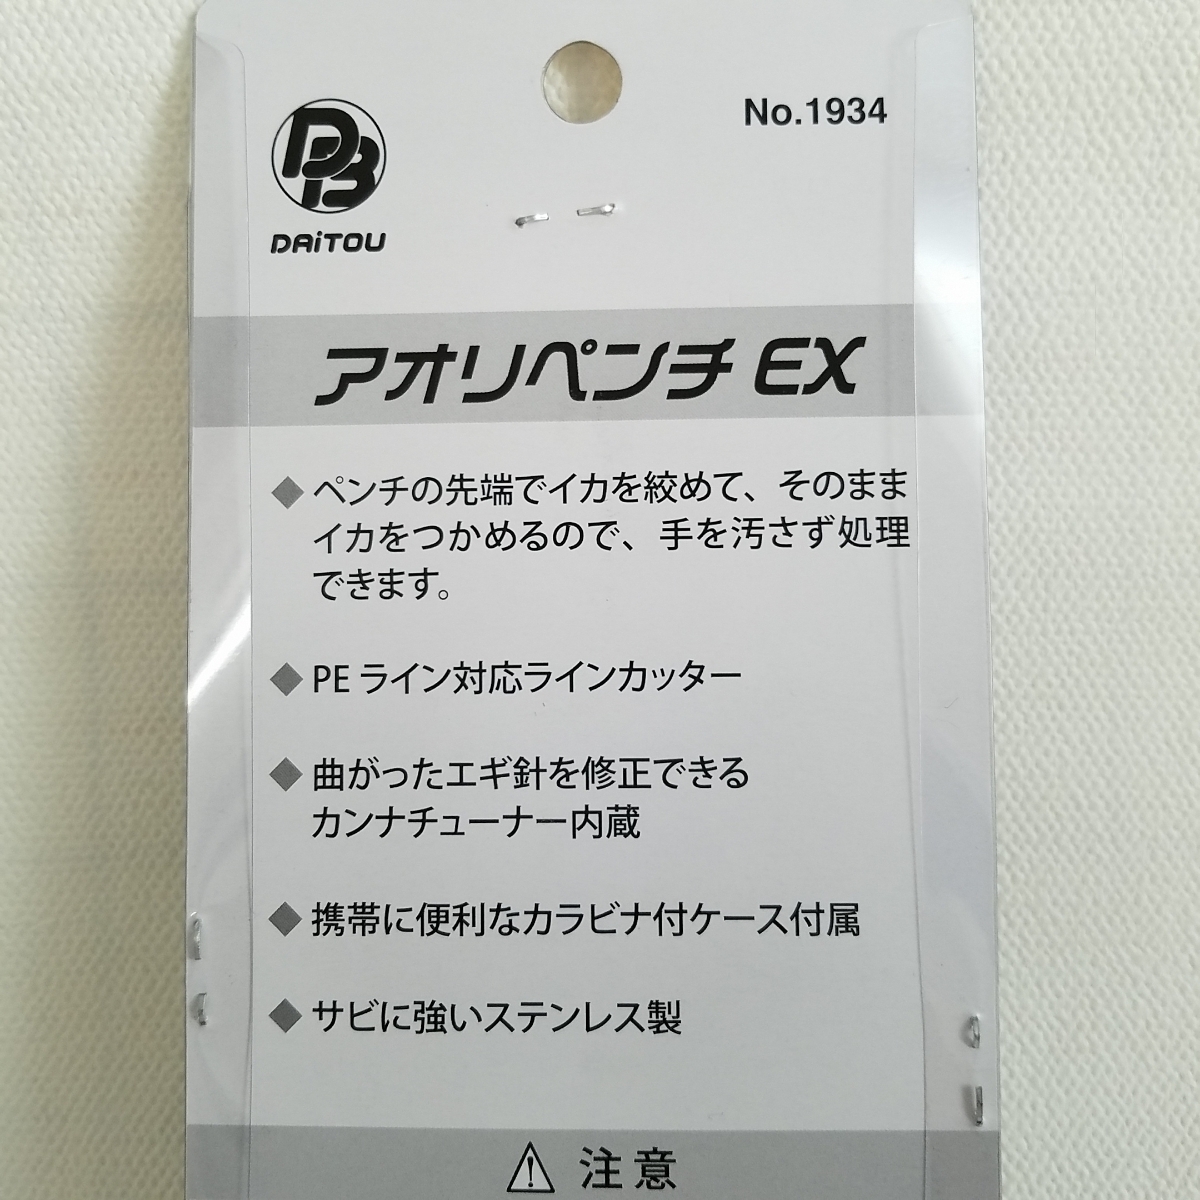 No.1934
DB
DAiTOU
アオリペンチ EX
◆ ペンチの先端でイカを絞めて、そのまま
イカをつかめるので、手を汚さず処理
できます。
◆ PE ライン対応ラインカッター
◆ 曲がったエギ針を修正できる
カンナチューナー内蔵
◆ 携帯に便利なカラビナ付ケース付属
◆ サビに強いステンレス製
⚠ 注意